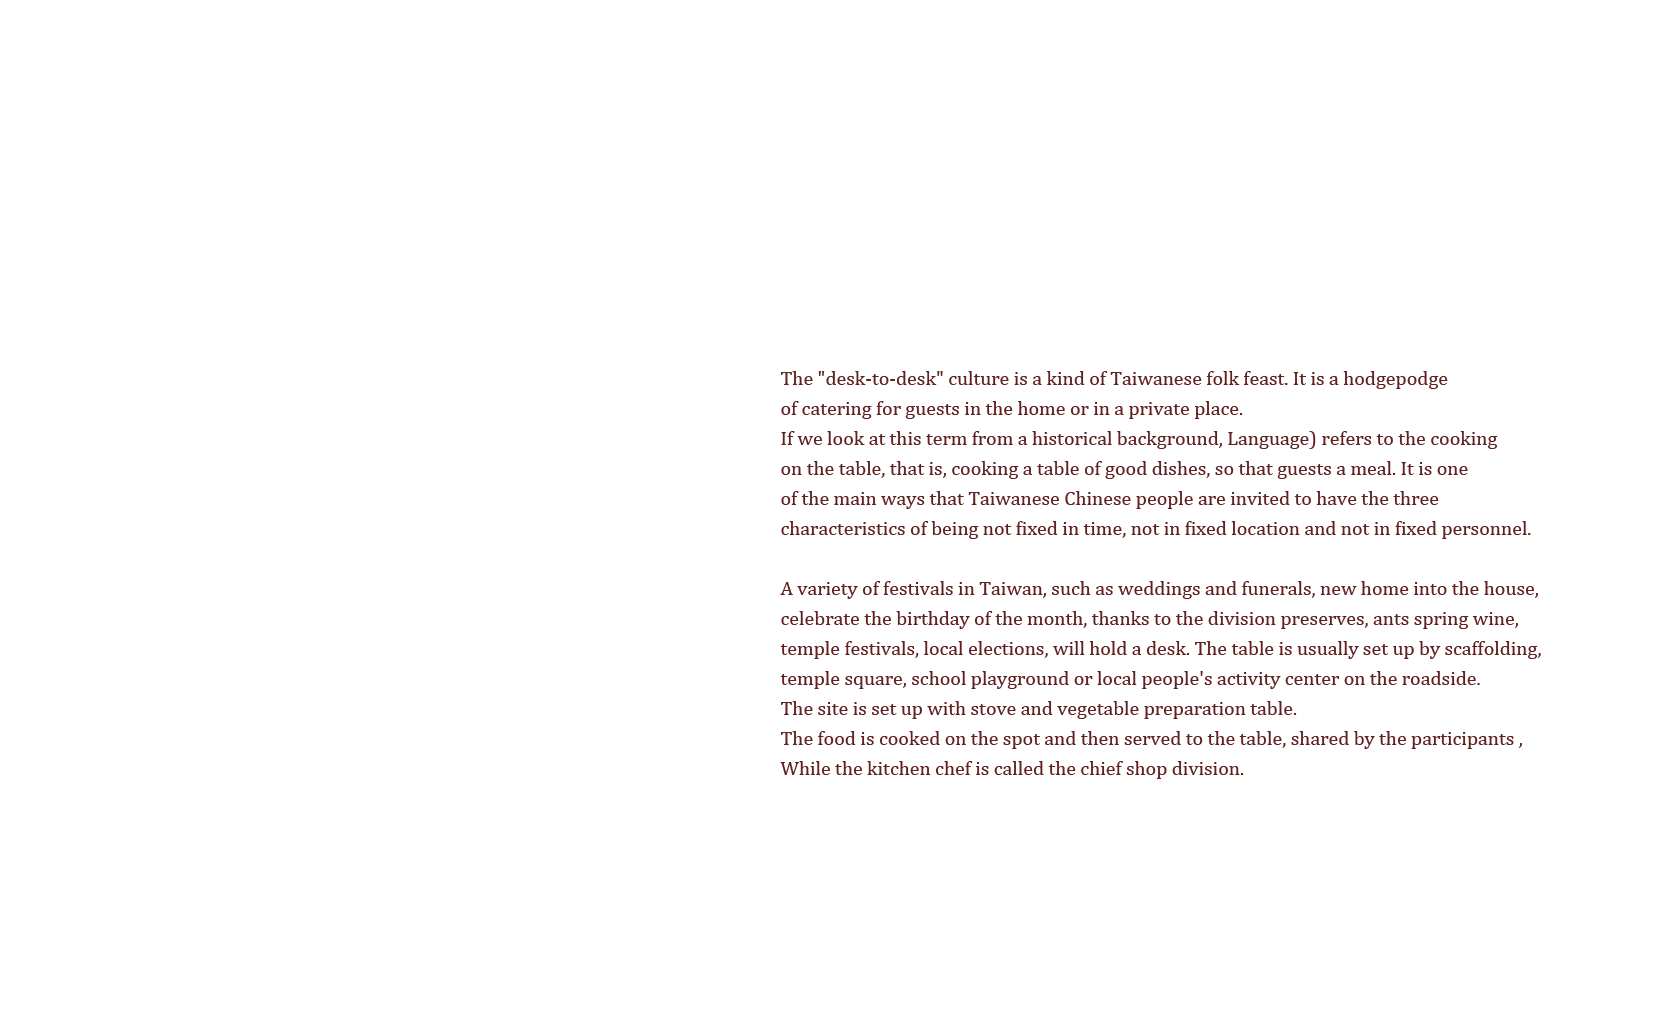 The "desk-to-desk" culture is a kind of Taiwanese folk feast. It is a hodgepodge
of catering for guests in the home or in a private place.
If we look at this term from a historical background, Language) refers to the cooking
on the table, that is, cooking a table of good dishes, so that guests a meal. It is one
of the main ways that Taiwanese Chinese people are invited to have the three
characteristics of being not fixed in time, not in fixed location and not in fixed personnel.
A variety of festivals in Taiwan, such as weddings and funerals, new home into the house,
celebrate the birthday of the month, thanks to the division preserves, ants spring wine,
temple festivals, local elections, will hold a desk. The table is usually set up by scaffolding,
temple square, school playground or local people's activity center on the roadside.
The site is set up with stove and vegetable preparation table.
The food is cooked on the spot and then served to the table, shared by the participants ,
While the kitchen chef is called the chief shop division.